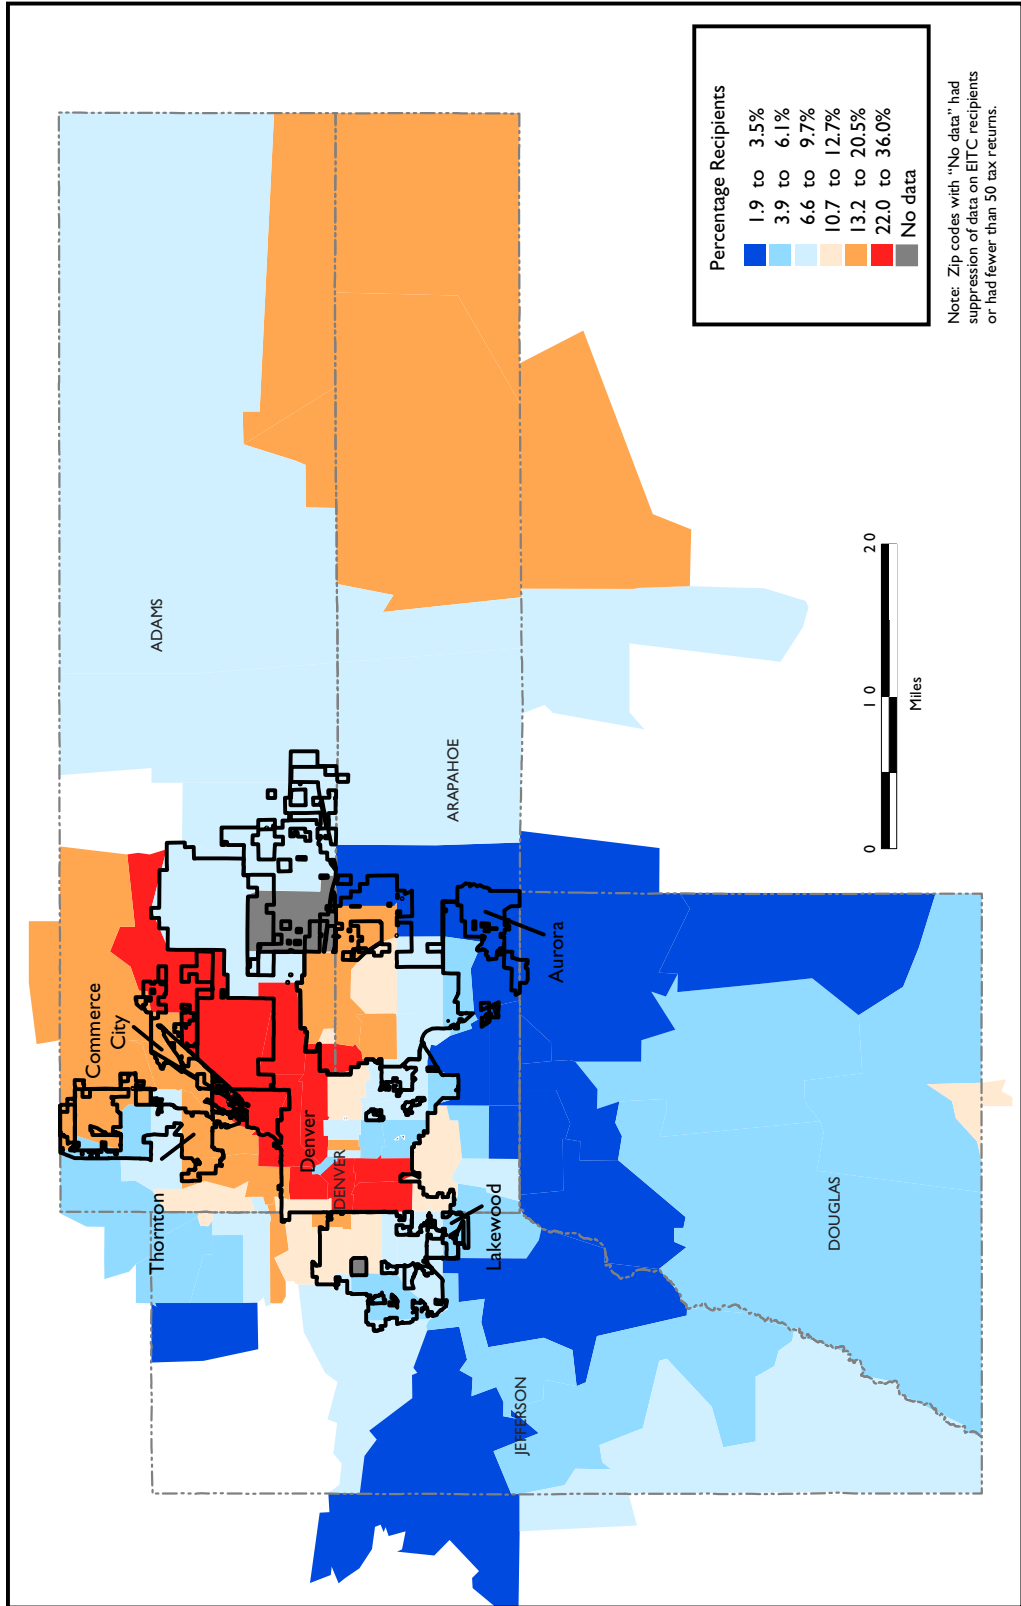 Commerce
City
Thornton
Denver
DENVER
Lakewood
Aurora
ADAMS
ARAPAHOE
DOUGLAS
JEFFERSON
Percentage Recipients
1.9 to 3.5%
3.9 to 6.1%
6.6 to 9.7%
10.7 to 12.7%
13.2 to 20.5%
22.0 to 36.0%
No data
0 10 20
Miles
Note: Zip codes with “No data” had
suppression of data on EITC recipients
or had fewer than 50 tax returns.